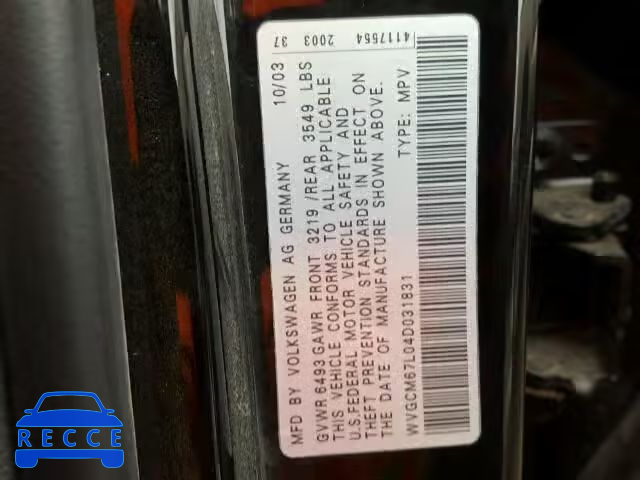 37 2003 4117554
MFD BY VOLKSWAGEN AG GERMANY 10/03
GVWR 6493 GAWR FRONT 3219 /REAR 3549 LBS
THIS VEHICLE CONFORMS TO ALL APPLICABLE
U.S.FEDERAL MOTOR VEHICLE SAFETY AND
THEFT PREVENTION STANDARDS IN EFFECT ON
THE DATE OF MANUFACTURE SHOWN ABOVE.
WVGCM67L04D031831 TYPE: MPV
RECCE